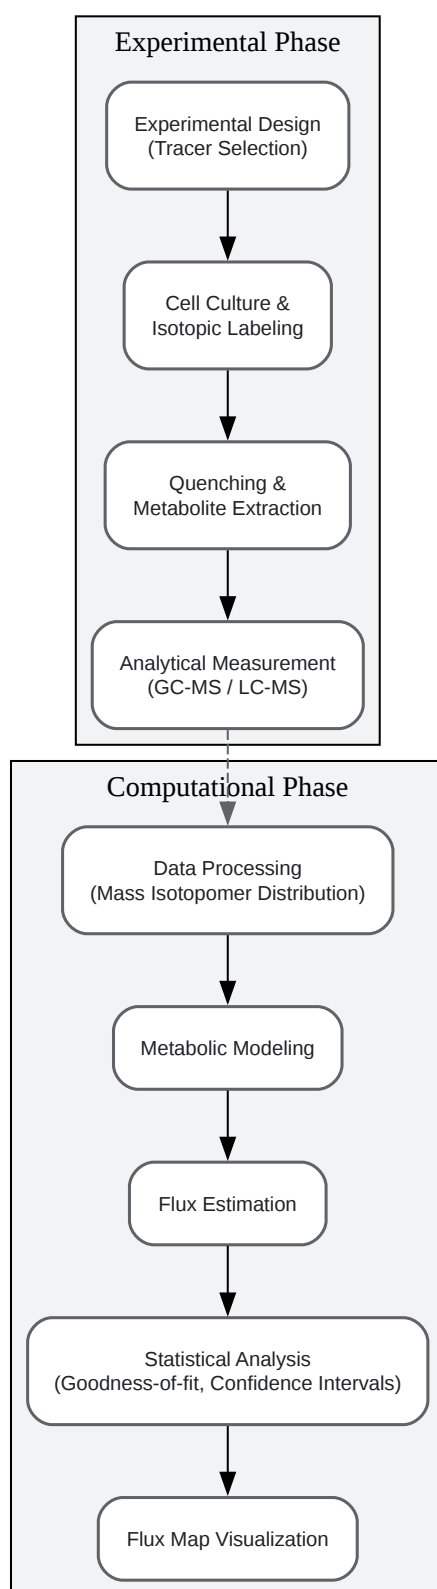 Experimental Phase
Experimental Design
(Tracer Selection)
Cell Culture &
Isotopic Labeling
Quenching &
Metabolite Extraction
Analytical Measurement
(GC-MS / LC-MS)
Computational Phase
Data Processing
(Mass Isotopomer Distribution)
Metabolic Modeling
Flux Estimation
Statistical Analysis
(Goodness-of-fit, Confidence Intervals)
Flux Map Visualization